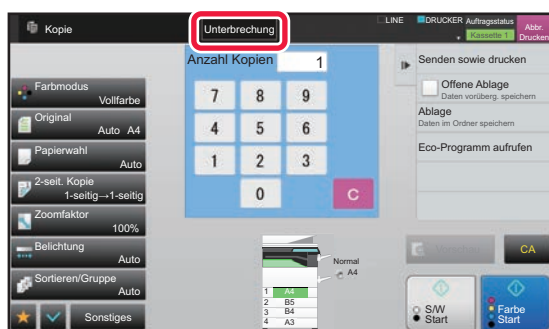 Kopie
Unterbrechung
LINE
DRUCKER
Auftragsstatus
Kassette 1
Abbr.
Drucken
Anzahl Kopien
1
Farbmodus
Vollfarbe
Original
Auto A4
Papierwahl
Auto
2-seit. Kopie
1-seitig→1-seitig
Zoomfaktor
100%
Belichtung
Auto
Sortieren/Gruppe
Auto
Sonstiges
7 8 9
4 5 6
1 2 3
0 C
Normal
A4
1 A4
2 B5
3 B4
4 A3
Senden sowie drucken
Offene Ablage
Daten vorüberg. speichern
Ablage
Daten im Ordner speichern
Eco-Programm aufrufen
CA
S/W
Start
Farbe
Start